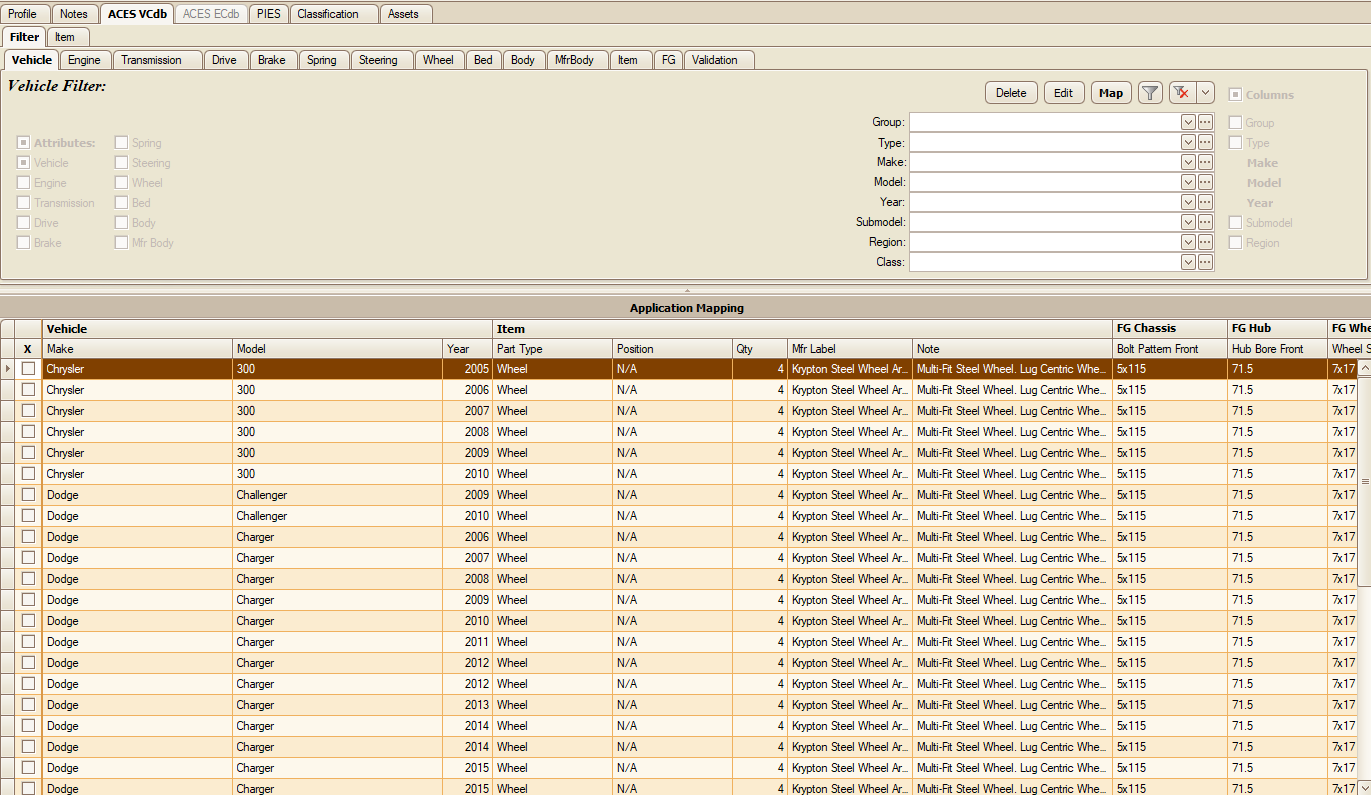 Profile Notes ACES VCdb ACES ECdb PIES Classification Assets
Filter Item
Vehicle Engine Transmission Drive Brake Spring Steering Wheel Bed Body MfrBody Item FG Validation
Vehicle Filter:
Delete Edit Map Columns
Group: Group
Attributes: Spring Type: Type
Vehicle Steering Make: Make
Engine Wheel Model: Model
Transmission Bed Year: Year
Drive Body Submodel: Submodel
Brake Mfr Body Region: Region
Class:
Application Mapping
Vehicle Item FG Chassis FG Hub FG Whe
X Make Model Year Part Type Position Qty Mfr Label Note Bolt Pattern Front Hub Bore Front Wheel S
Chrysler 300 2005 Wheel N/A 4 Krypton Steel Wheel Ar... Multi-Fit Steel Wheel. Lug Centric Whe... 5x115 71.5 7x17
Chrysler 300 2006 Wheel N/A 4 Krypton Steel Wheel Ar... Multi-Fit Steel Wheel. Lug Centric Whe... 5x115 71.5 7x17
Chrysler 300 2007 Wheel N/A 4 Krypton Steel Wheel Ar... Multi-Fit Steel Wheel. Lug Centric Whe... 5x115 71.5 7x17
Chrysler 300 2008 Wheel N/A 4 Krypton Steel Wheel Ar... Multi-Fit Steel Wheel. Lug Centric Whe... 5x115 71.5 7x17
Chrysler 300 2009 Wheel N/A 4 Krypton Steel Wheel Ar... Multi-Fit Steel Wheel. Lug Centric Whe... 5x115 71.5 7x17
Chrysler 300 2010 Wheel N/A 4 Krypton Steel Wheel Ar... Multi-Fit Steel Wheel. Lug Centric Whe... 5x115 71.5 7x17
Dodge Challenger 2009 Wheel N/A 4 Krypton Steel Wheel Ar... Multi-Fit Steel Wheel. Lug Centric Whe... 5x115 71.5 7x17
Dodge Challenger 2010 Wheel N/A 4 Krypton Steel Wheel Ar... Multi-Fit Steel Wheel. Lug Centric Whe... 5x115 71.5 7x17
Dodge Charger 2006 Wheel N/A 4 Krypton Steel Wheel Ar... Multi-Fit Steel Wheel. Lug Centric Whe... 5x115 71.5 7x17
Dodge Charger 2007 Wheel N/A 4 Krypton Steel Wheel Ar... Multi-Fit Steel Wheel. Lug Centric Whe... 5x115 71.5 7x17
Dodge Charger 2008 Wheel N/A 4 Krypton Steel Wheel Ar... Multi-Fit Steel Wheel. Lug Centric Whe... 5x115 71.5 7x17
Dodge Charger 2009 Wheel N/A 4 Krypton Steel Wheel Ar... Multi-Fit Steel Wheel. Lug Centric Whe... 5x115 71.5 7x17
Dodge Charger 2010 Wheel N/A 4 Krypton Steel Wheel Ar... Multi-Fit Steel Wheel. Lug Centric Whe... 5x115 71.5 7x17
Dodge Charger 2011 Wheel N/A 4 Krypton Steel Wheel Ar... Multi-Fit Steel Wheel. Lug Centric Whe... 5x115 71.5 7x17
Dodge Charger 2012 Wheel N/A 4 Krypton Steel Wheel Ar... Multi-Fit Steel Wheel. Lug Centric Whe... 5x115 71.5 7x17
Dodge Charger 2012 Wheel N/A 4 Krypton Steel Wheel Ar... Multi-Fit Steel Wheel. Lug Centric Whe... 5x115 71.5 7x17
Dodge Charger 2013 Wheel N/A 4 Krypton Steel Wheel Ar... Multi-Fit Steel Wheel. Lug Centric Whe... 5x115 71.5 7x17
Dodge Charger 2014 Wheel N/A 4 Krypton Steel Wheel Ar... Multi-Fit Steel Wheel. Lug Centric Whe... 5x115 71.5 7x17
Dodge Charger 2014 Wheel N/A 4 Krypton Steel Wheel Ar... Multi-Fit Steel Wheel. Lug Centric Whe... 5x115 71.5 7x17
Dodge Charger 2015 Wheel N/A 4 Krypton Steel Wheel Ar... Multi-Fit Steel Wheel. Lug Centric Whe... 5x115 71.5 7x17
Dodge Charger 2015 Wheel N/A 4 Krypton Steel Wheel Ar... Multi-Fit Steel Wheel. Lug Centric Whe... 5x115 71.5 7x17